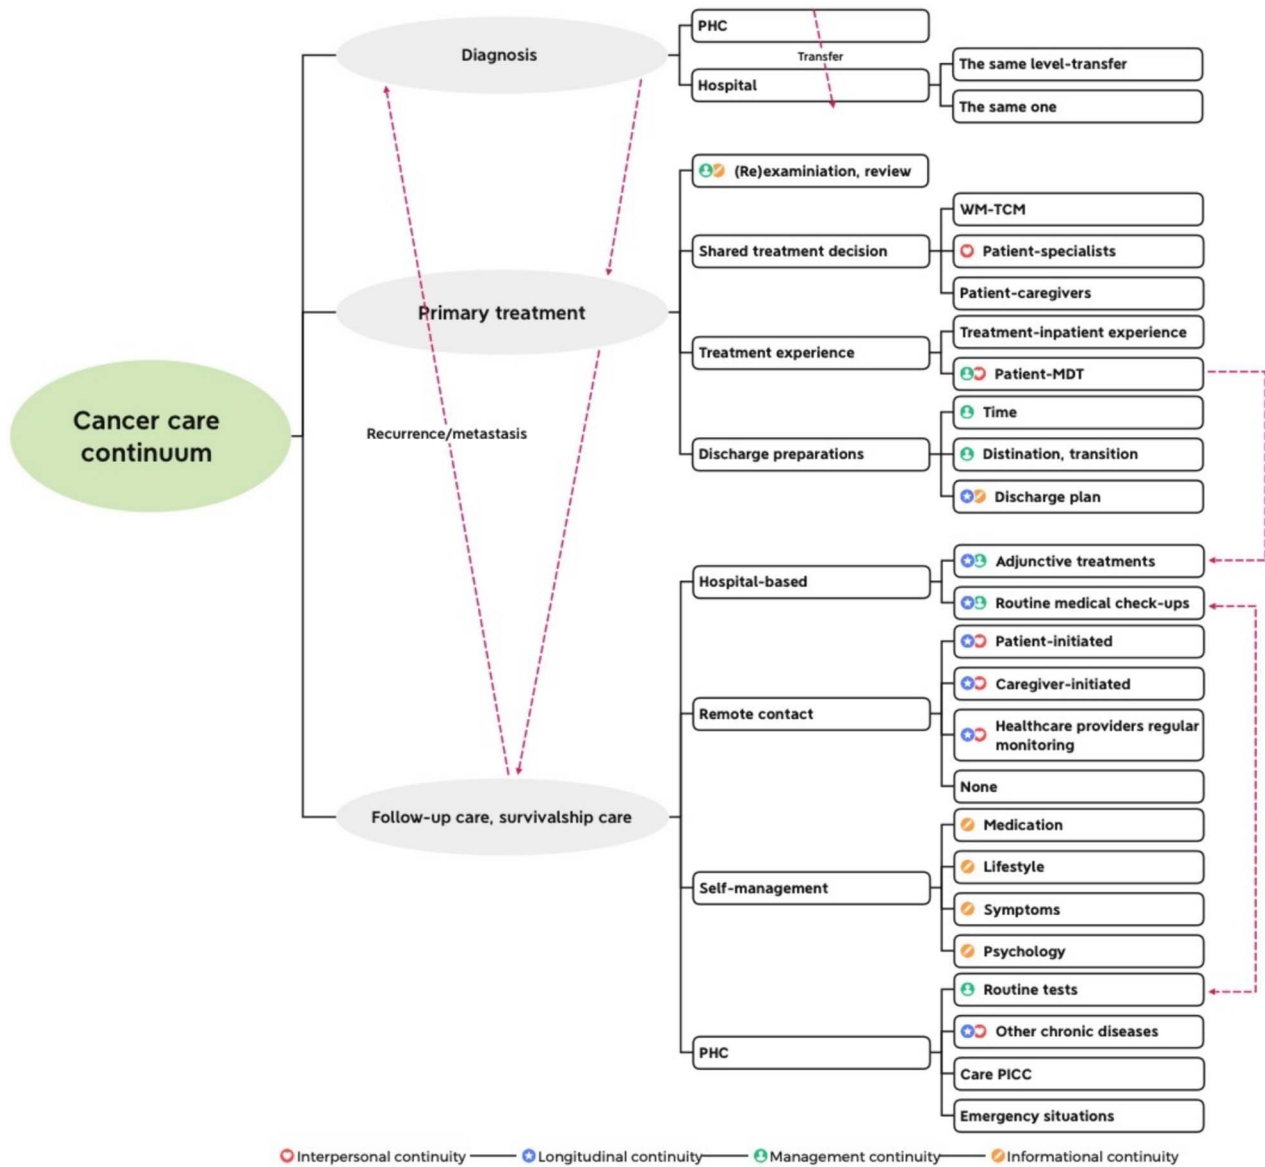 Diagnosis
PHC
Transfer
Hospital
The same level-transfer
The same one
(Re)examiniation, review
Shared treatment decision
WM-TCM
Patient-specialists
Patient-caregivers
Primary treatment
Treatment experience
Treatment-inpatient experience
Patient-MDT
Discharge preparations
Time
Distination, transition
Discharge plan
Cancer care
continuum
Recurrence/metastasis
Hospital-based
Adjunctive treatments
Routine medical check-ups
Remote contact
Patient-initiated
Caregiver-initiated
Healthcare providers regular
monitoring
None
Follow-up care, survivalship care
Self-management
Medication
Lifestyle
Symptoms
Psychology
PHC
Routine tests
Other chronic diseases
Care PICC
Emergency situations
Interpersonal continuity
Longitudinal continuity
Management continuity
Informational continuity